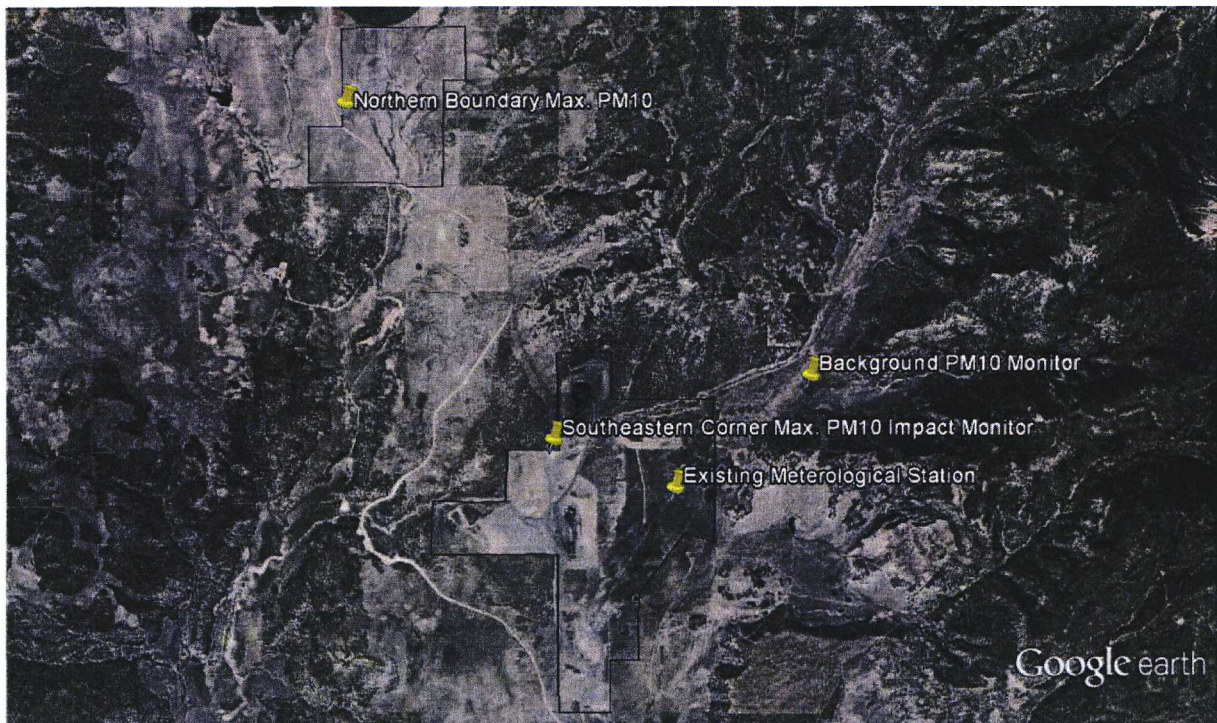 Northern Boundary Max. PM10
Background PM10 Monitor
Southeastern Corner Max. PM10 Impact Monitor
Existing Meterological Station
Google earth